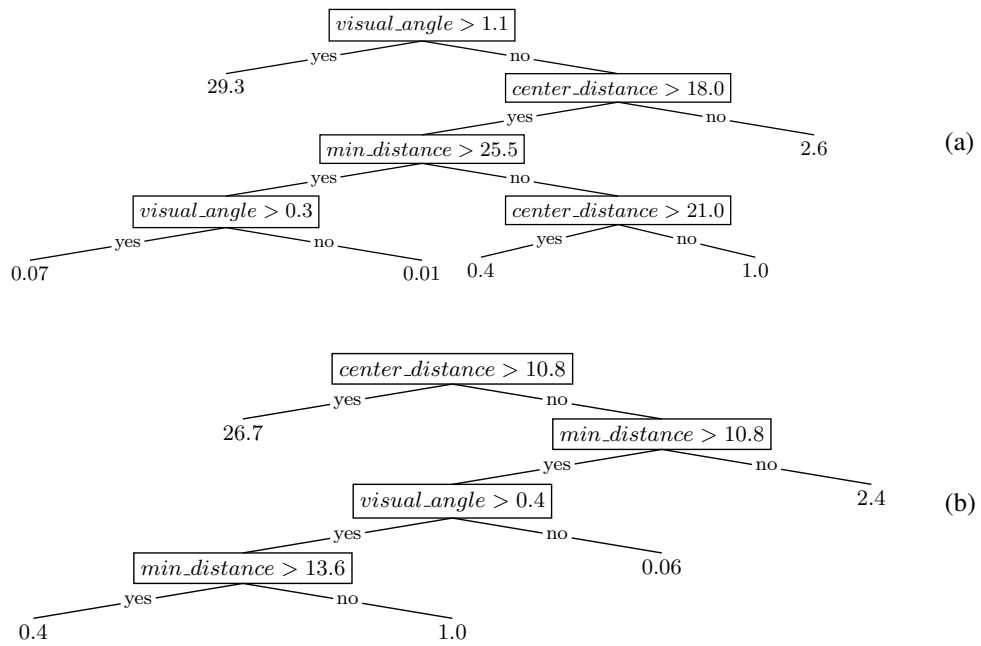 visual_angle > 1.1
yes
no
29.3
center_distance > 18.0
yes
no
min_distance > 25.5
2.6
(a)
yes
no
visual_angle > 0.3
center_distance > 21.0
yes
no
yes
no
0.07
0.01
0.4
1.0
center_distance > 10.8
yes
no
26.7
min_distance > 10.8
yes
no
visual_angle > 0.4
2.4
(b)
yes
no
min_distance > 13.6
0.06
yes
no
0.4
1.0